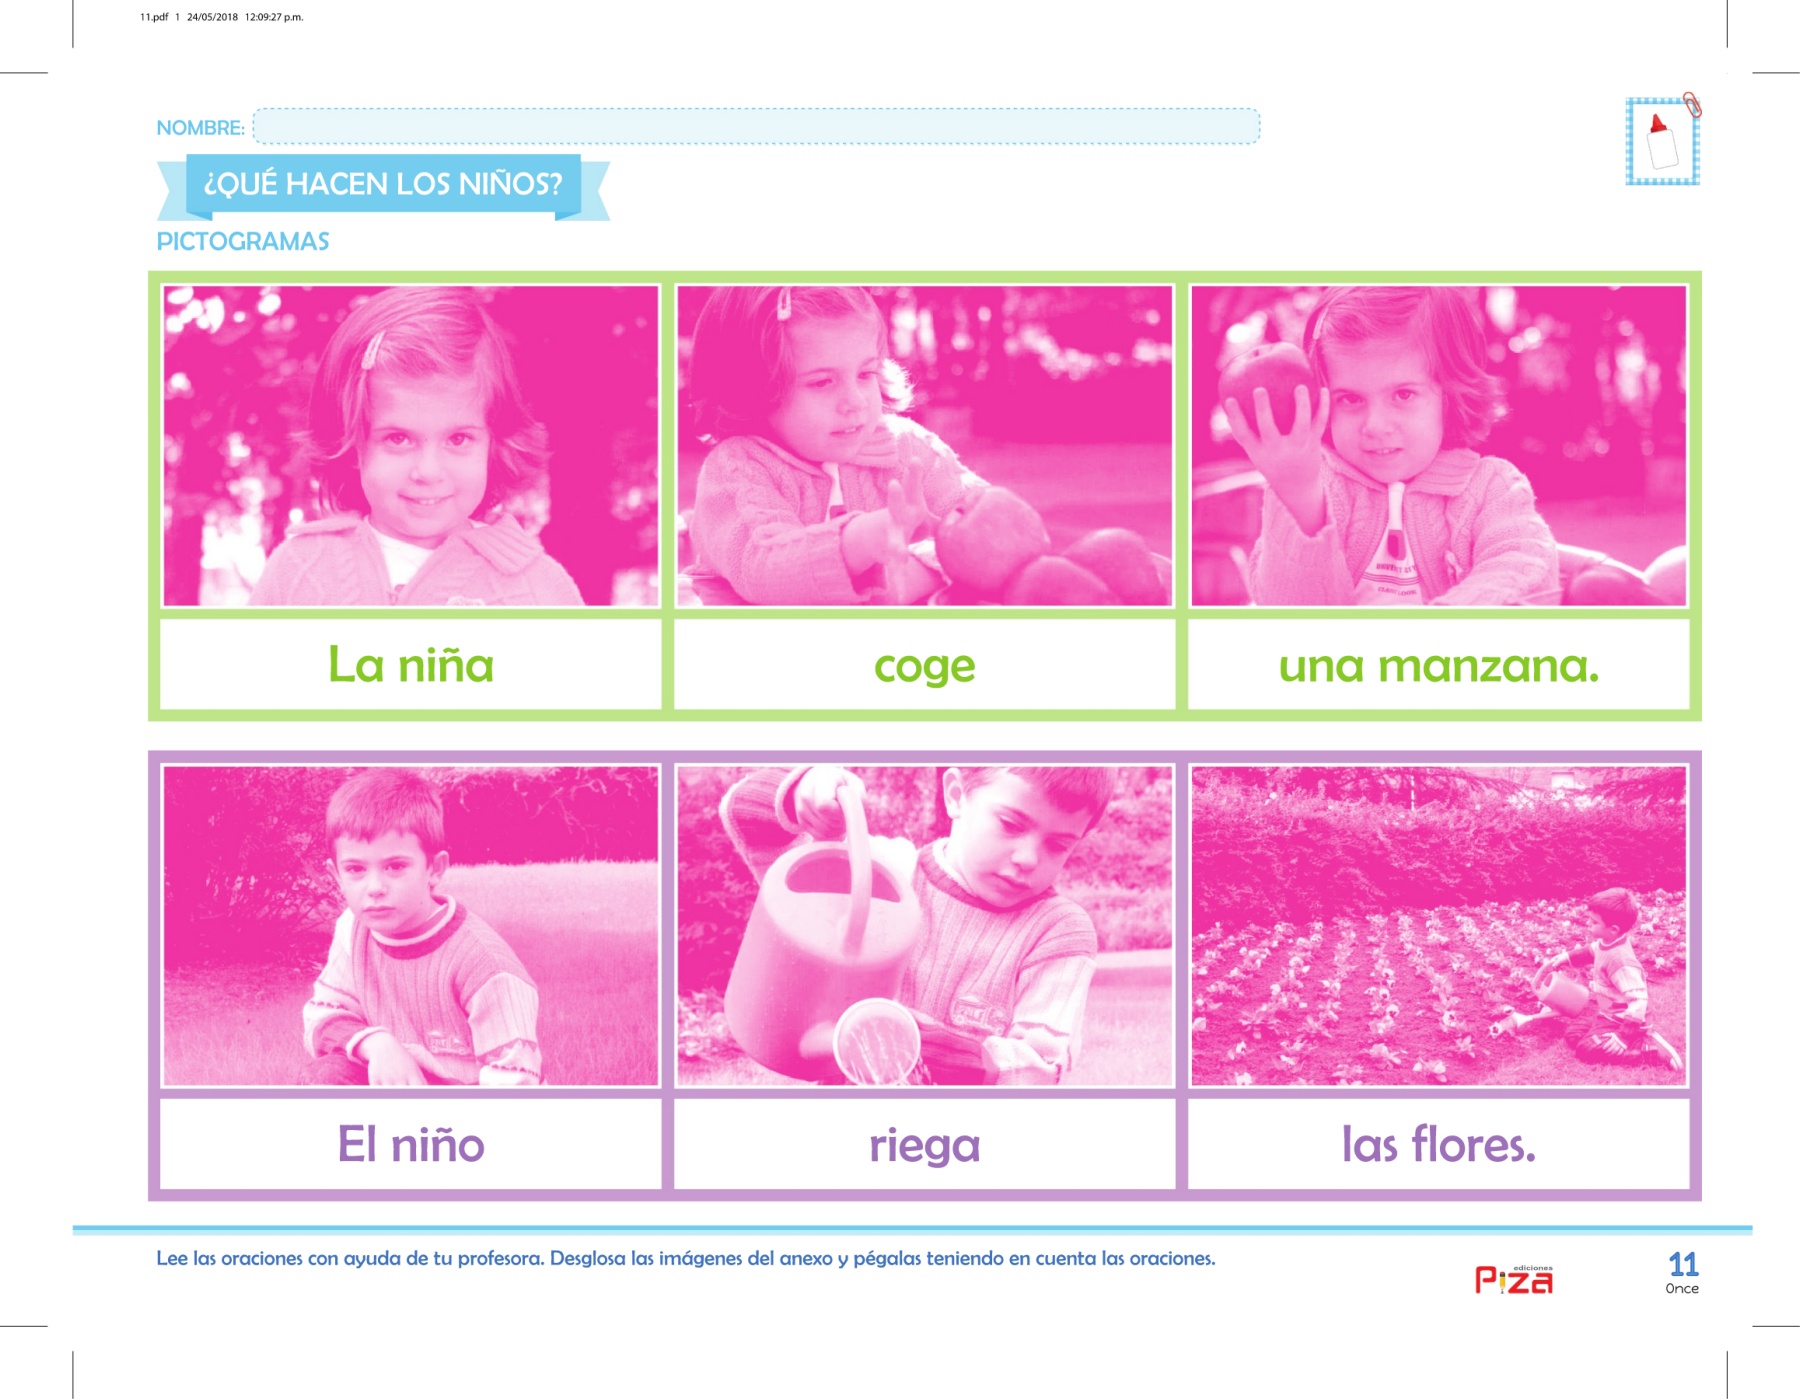 11.pdf 1 24/05/2018 12:09:27 p.m.
NOMBRE:
¿QUÉ HACEN LOS NIÑOS?
PICTOGRAMAS
La niña
coge
una manzana.
El niño
riega
las flores.
Lee las oraciones con ayuda de tu profesora. Desglosa las imágenes del anexo y pégalas teniendo en cuenta las oraciones.
ediciones
Piza
11
Once